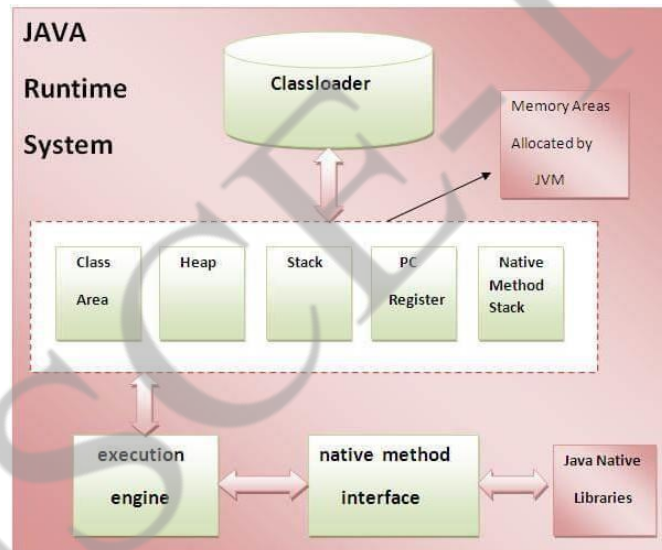 JAVA
Runtime
System
Classloader
Memory Areas
Allocated by
JVM
Class
Area
Heap
Stack
PC
Register
Native
Method
Stack
execution
engine
native method
interface
Java Native
Libraries